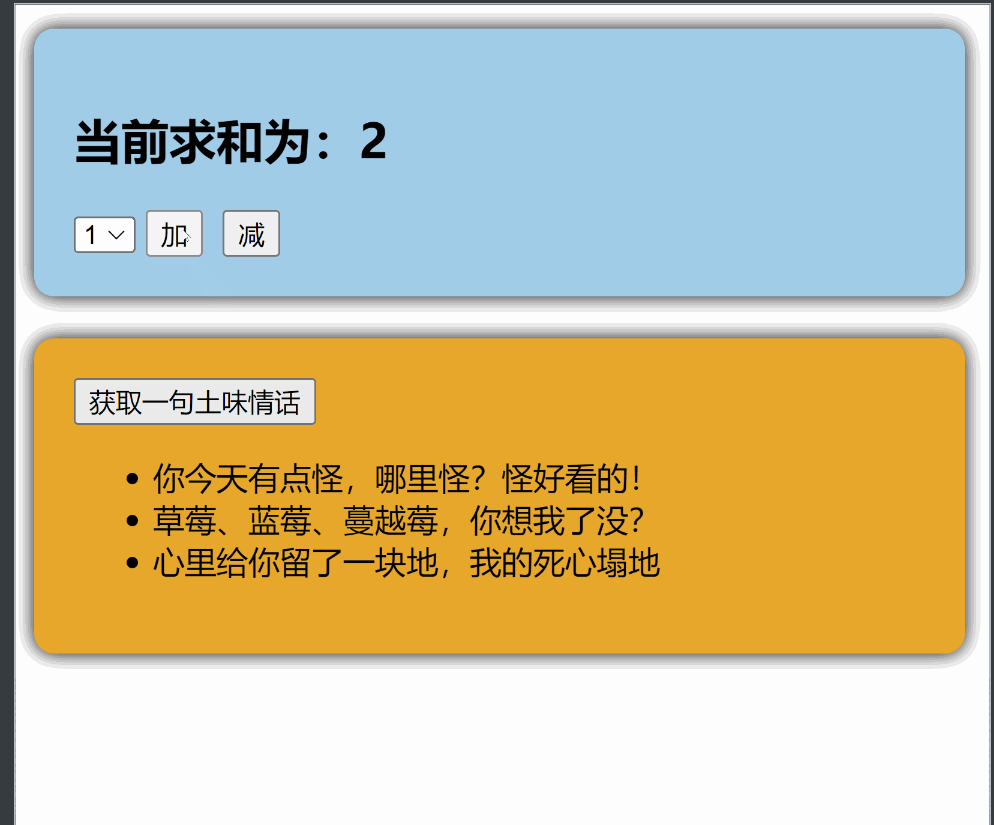 当前求和为：2
1 加 减
获取一句土味情话
你今天有点怪，哪里怪？怪好看的！
草莓、蓝莓、蔓越莓，你想我了没？
心里给你留了一块地，我的死心塌地